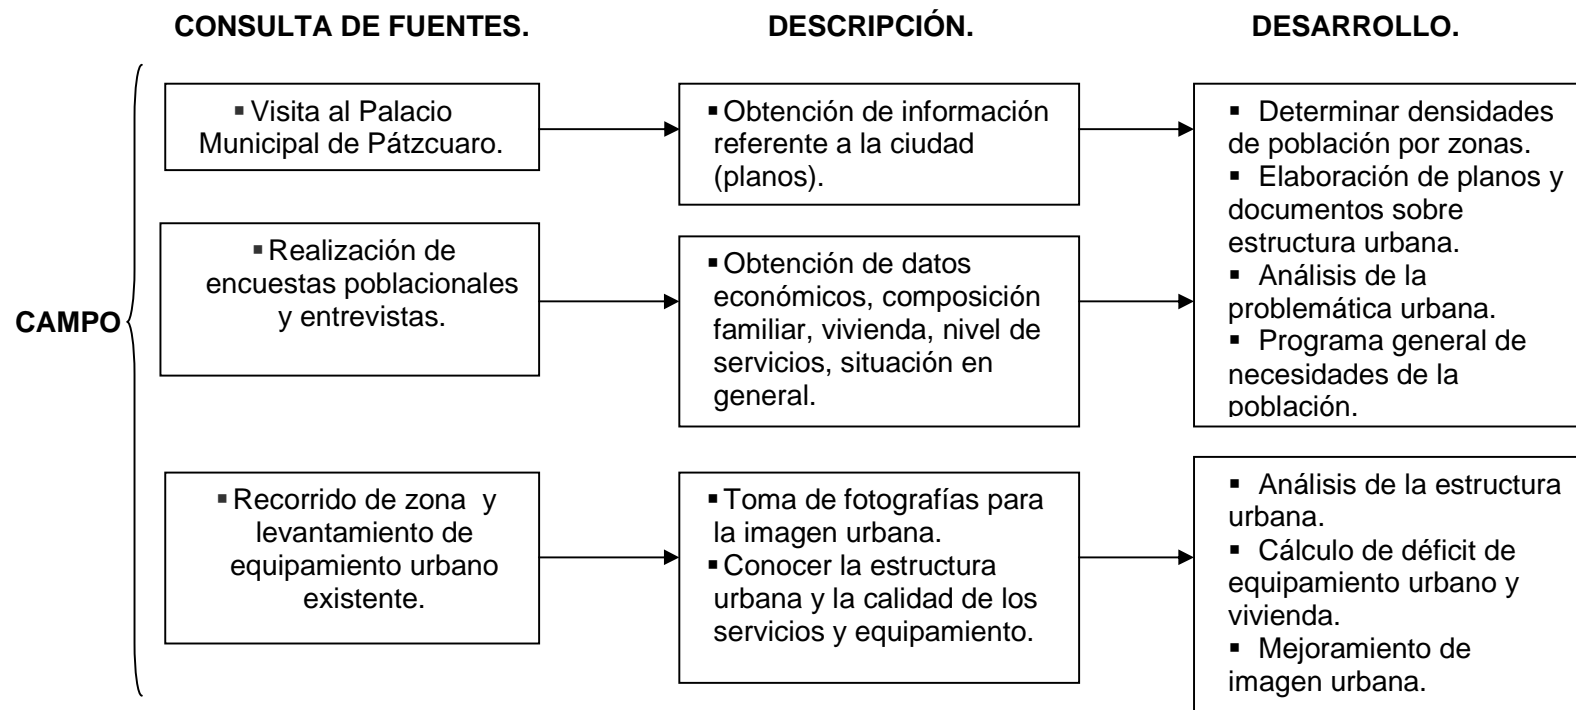 CONSULTA DE FUENTES.
DESCRIPCIÓN.
DESARROLLO.
CAMPO
▪ Visita al Palacio
Municipal de Pátzcuaro.
▪ Obtención de información
referente a la ciudad
(planos).
▪ Determinar densidades
de población por zonas.
▪ Elaboración de planos y
documentos sobre
estructura urbana.
▪ Análisis de la
problemática urbana.
▪ Programa general de
necesidades de la
población.
▪ Realización de
encuestas poblacionales
y entrevistas.
▪ Obtención de datos
económicos, composición
familiar, vivienda, nivel de
servicios, situación en
general.
▪ Recorrido de zona  y
levantamiento de
equipamiento urbano
existente.
▪ Toma de fotografías para
la imagen urbana.
▪ Conocer la estructura
urbana y la calidad de los
servicios y equipamiento.
▪ Análisis de la estructura
urbana.
▪ Cálculo de déficit de
equipamiento urbano y
vivienda.
▪ Mejoramiento de
imagen urbana.